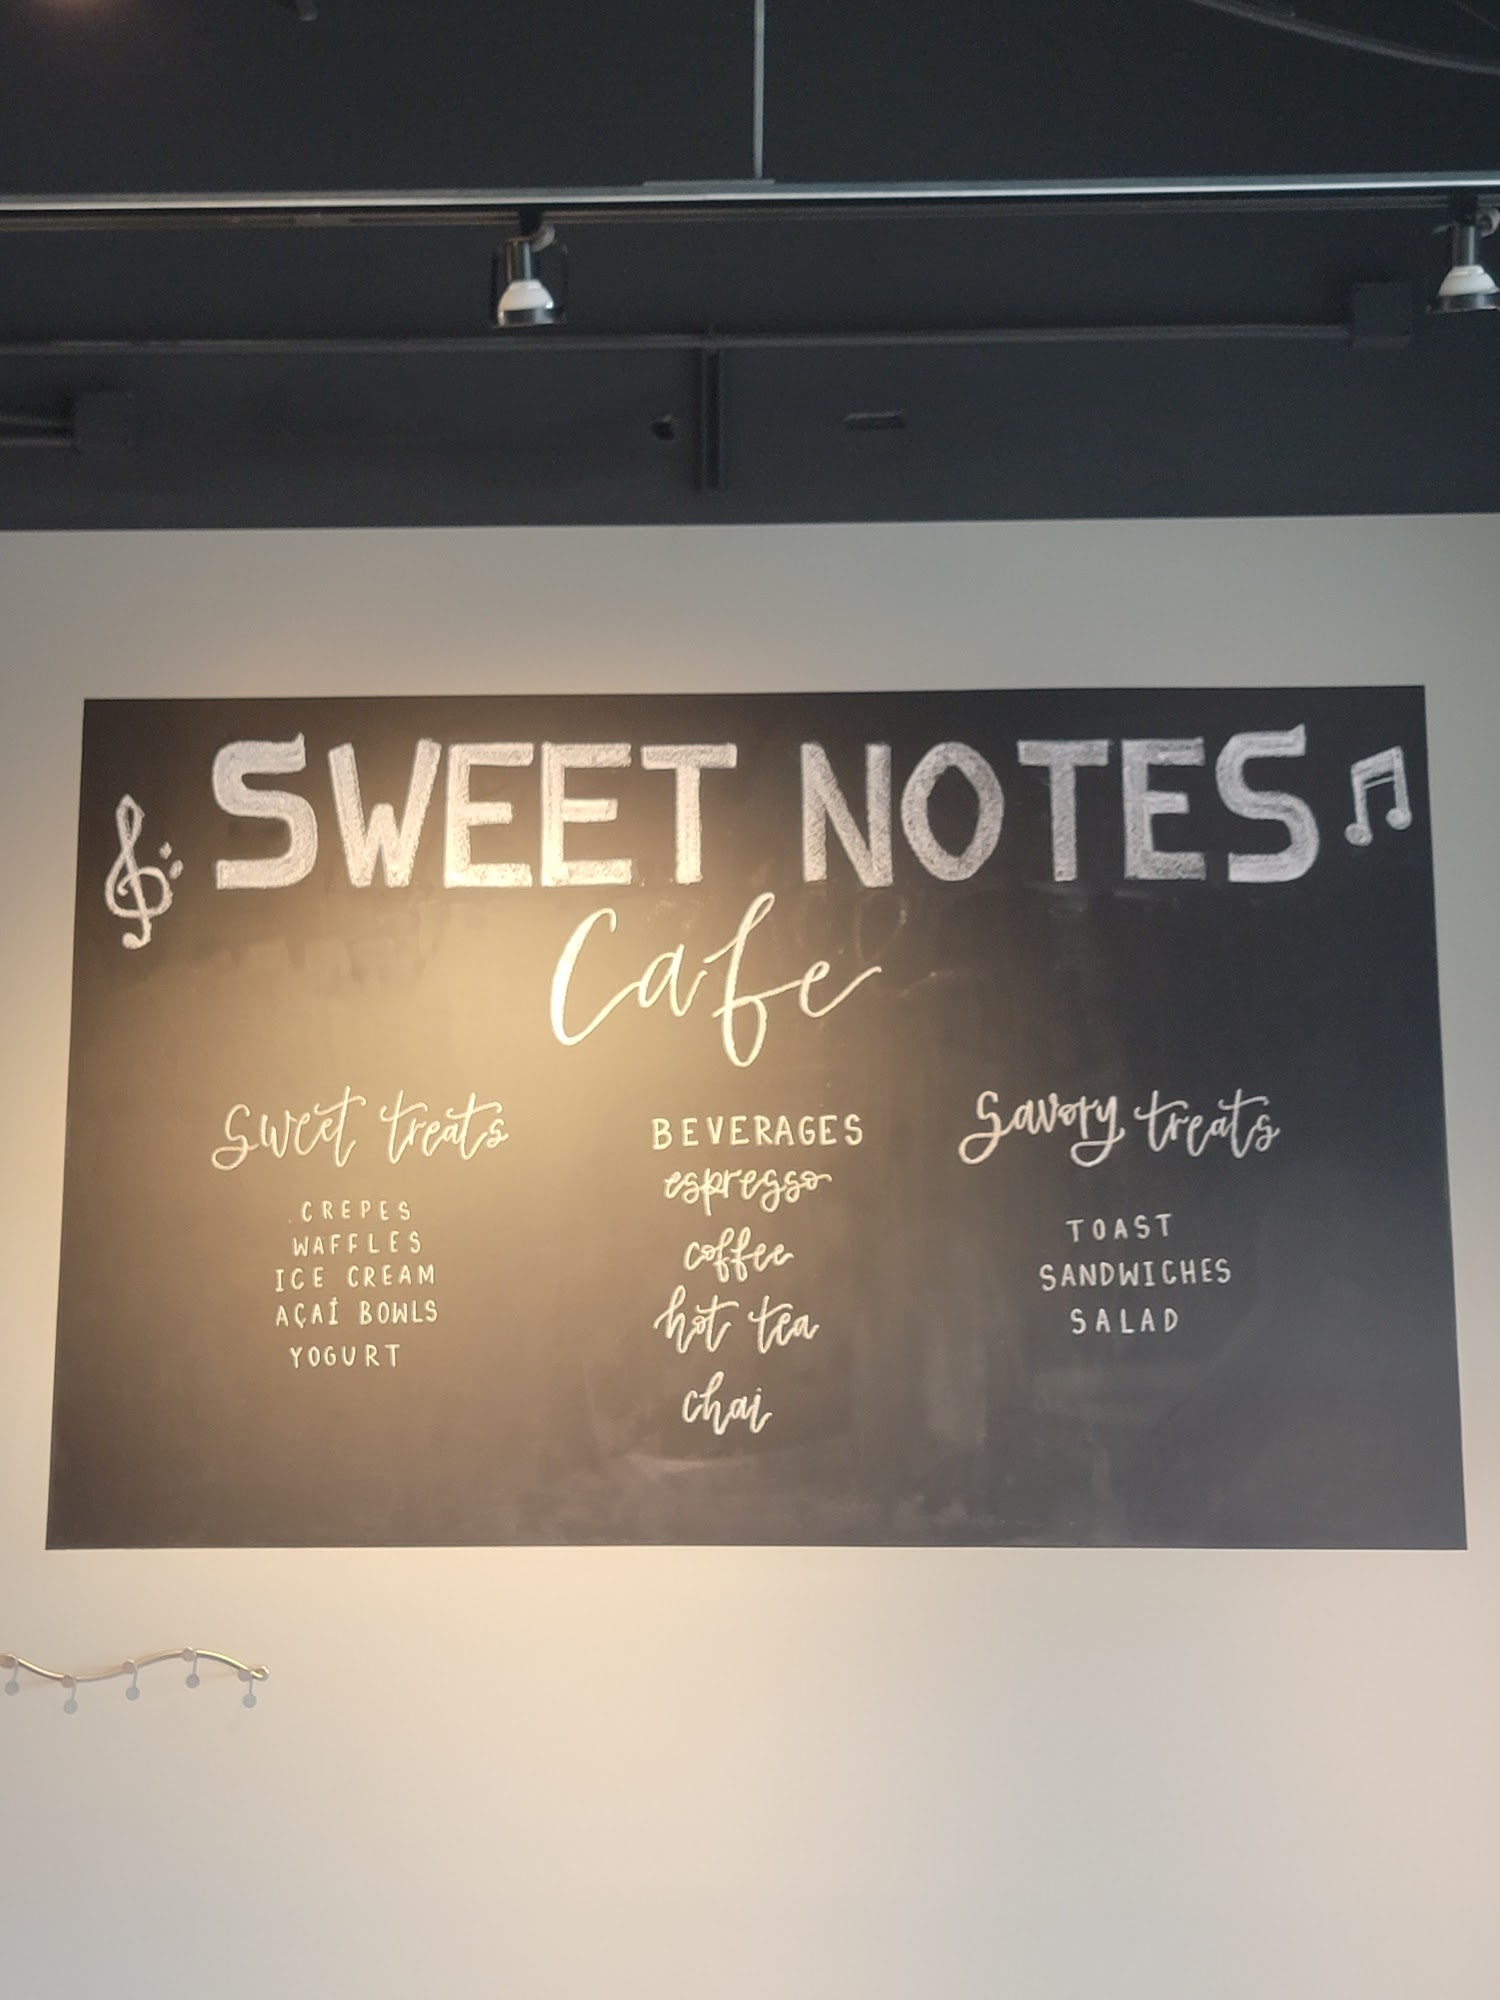 SWEET NOTES
Cafe
Sweet treats
CREPES
WAFFLES
ICE CREAM
AÇAÍ BOWLS
YOGURT
BEVERAGES
espresso
coffee
hot tea
chai
Savory treats
TOAST
SANDWICHES
SALAD